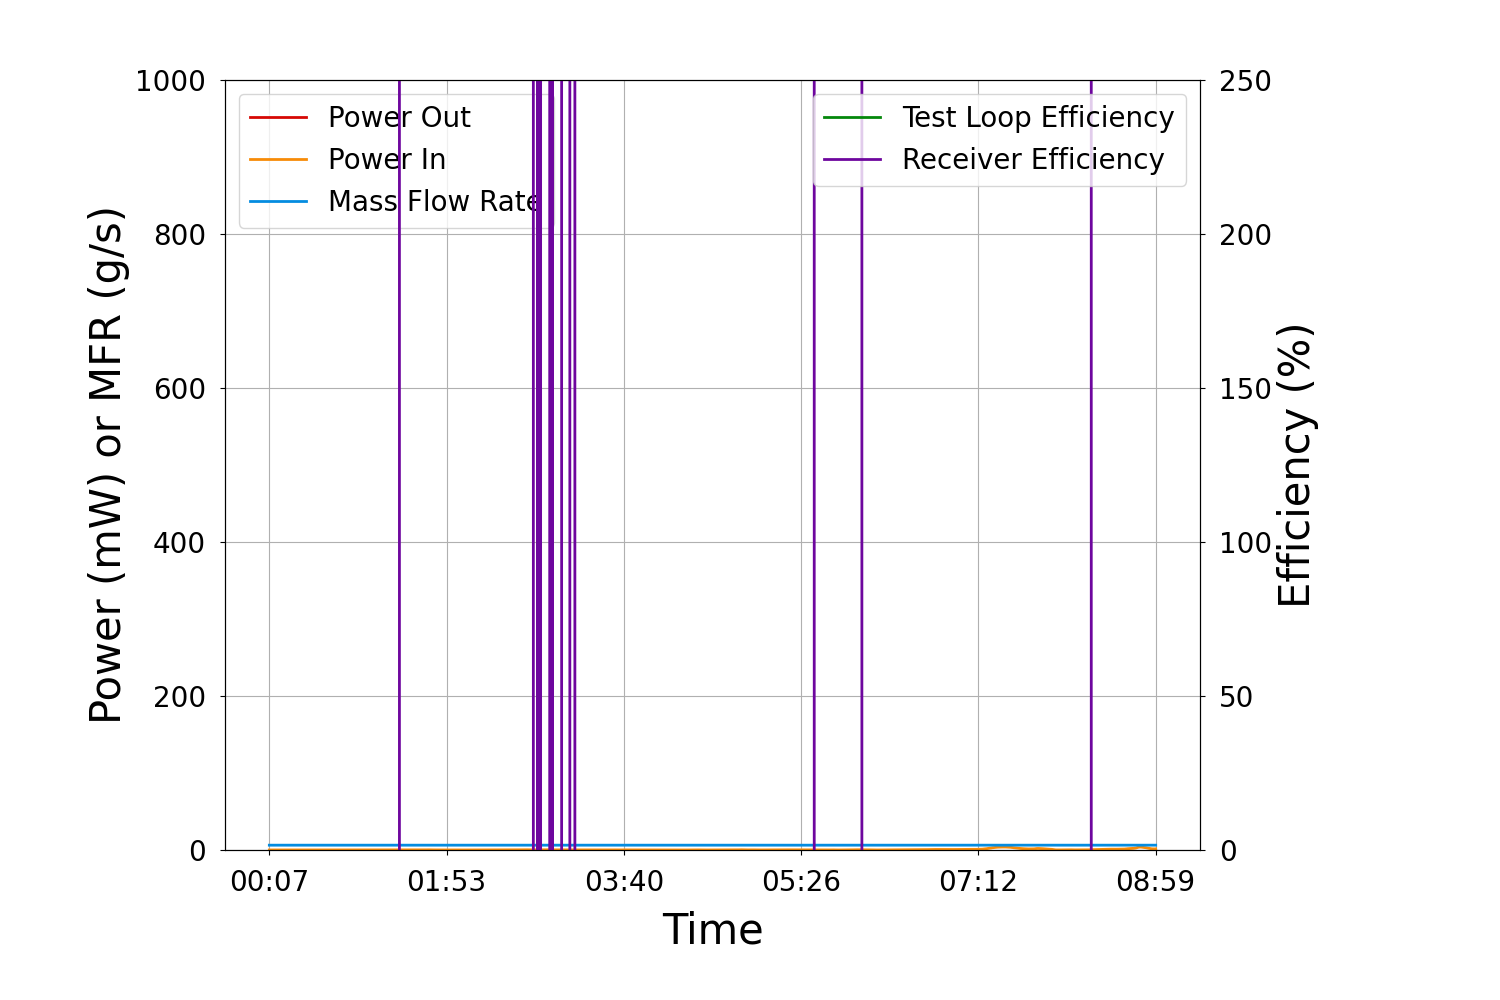 Power Out
Power In
Mass Flow Rate
Test Loop Efficiency
Receiver Efficiency
1000
800
600
400
200
0
Power (mW) or MFR (g/s)
250
200
150
100
50
0
Efficiency (%)
00:07 01:53 03:40 05:26 07:12 08:59
Time